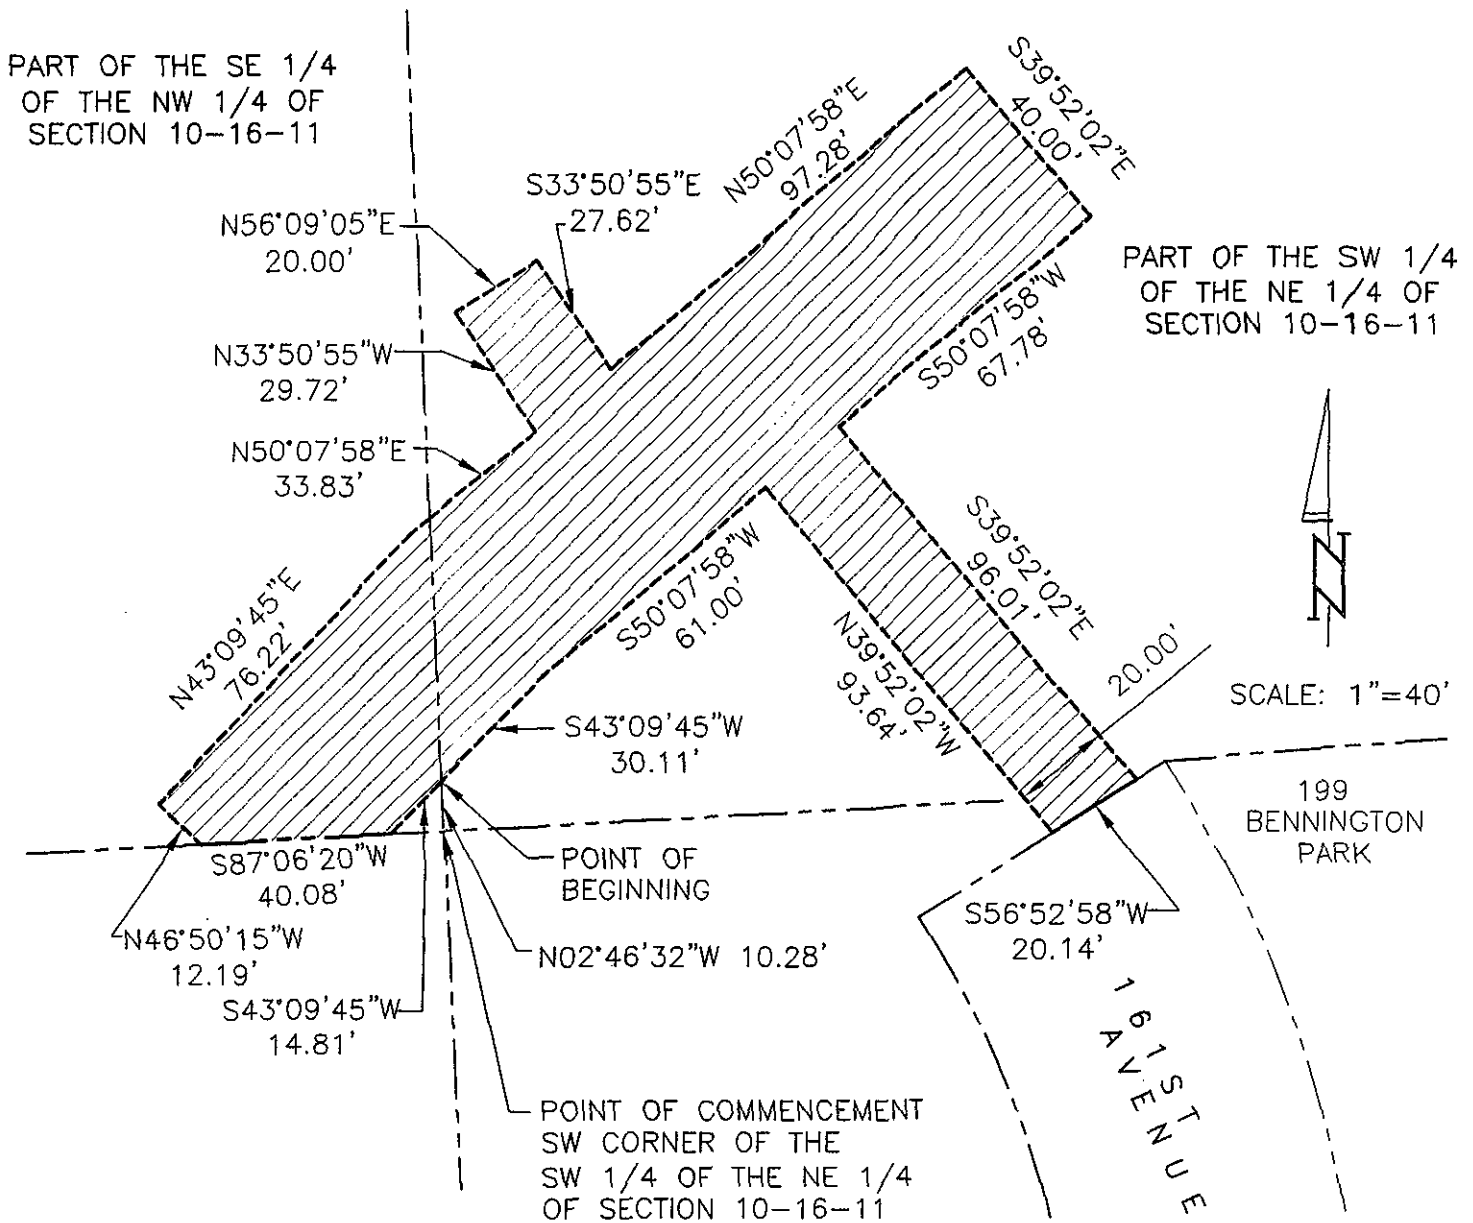 PART OF THE SE 1/4
OF THE NW 1/4 OF
SECTION 10-16-11
S39°52'02"E
40.00'
N50°07'58"E
97.28'
S33°50'55"E
27.62'
N56°09'05"E
20.00'
PART OF THE SW 1/4
OF THE NE 1/4 OF
SECTION 10-16-11
N33°50'55"W
29.72'
S50°07'58"W
67.78'
N50°07'58"E
33.83'
S39°52'02"E
96.01'
N
S50°07'58"W
61.00'
N43°09'45"E
76.22'
N39°52'02"W
93.64'
20.00'
SCALE: 1"=40'
S43°09'45"W
30.11'
199
BENNINGTON
PARK
S87°06'20"W
40.08'
POINT OF
BEGINNING
S56°52'58"W
20.14'
N46°50'15"W
12.19'
N02°46'32"W 10.28'
S43°09'45"W
14.81'
161ST
AVENUE
POINT OF COMMENCEMENT
SW CORNER OF THE
SW 1/4 OF THE NE 1/4
OF SECTION 10-16-11